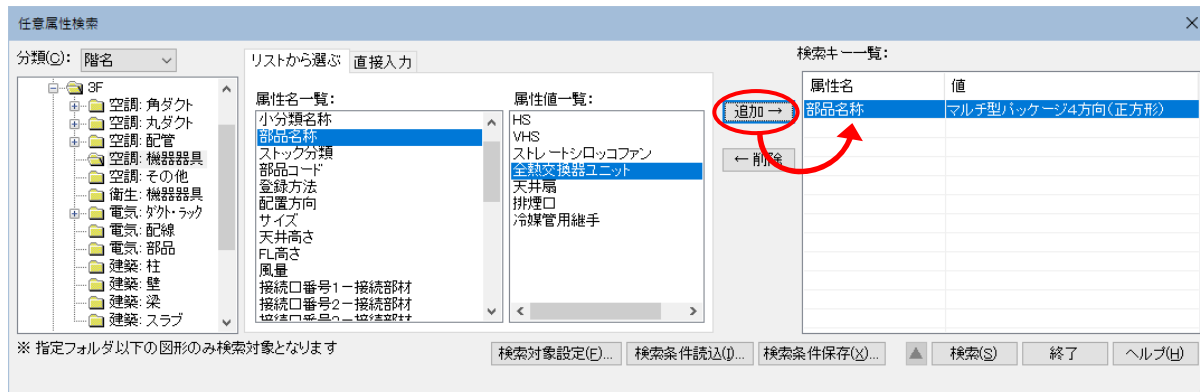 任意属性検索
分類(C): 階名
3F
空調: 角ダクト
空調: 丸ダクト
空調: 配管
空調: 機器器具
空調: その他
衛生: 機器器具
電気: ダクト・ラック
電気: 配線
電気: 部品
建築: 柱
建築: 壁
建築: 梁
建築: スラブ
※ 指定フォルダ以下の図形のみ検索対象となります
リストから選ぶ 直接入力
属性名一覧:
小分類名称
部品名称
ストック分類
部品コード
登録方法
配置方向
サイズ
天井高さ
FL高さ
風量
接続口番号1-接続部材
接続口番号2-接続部材
属性値一覧:
HS
VHS
ストレートシロッコファン
全熱交換器ユニット
天井扇
排煙口
冷媒管用継手
追加→
←削除
検索キー一覧:
属性名 値
部品名称 マルチ型パッケージ4方向(正方形)
検索対象設定(F)... 検索条件読込(I)... 検索条件保存(X)... ▲ 検索(S) 終了 ヘルプ(H)